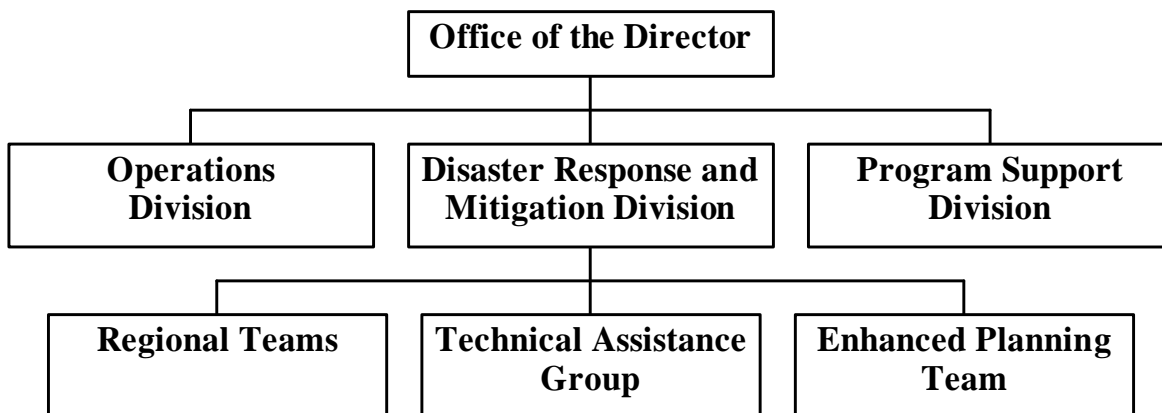 Office of the Director
Operations
Division
Disaster Response and
Mitigation Division
Program Support
Division
Regional Teams
Technical Assistance
Group
Enhanced Planning
Team